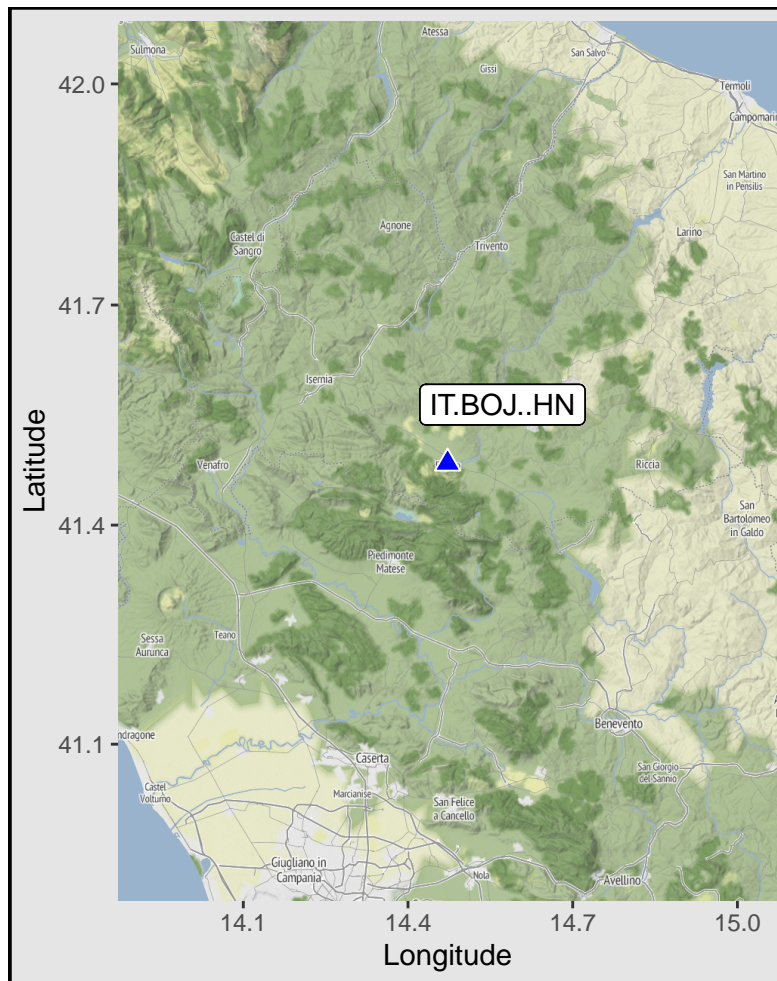 Atessa
San Salvo
Sulmona
Gissi
42.0
Termoli
Campomarin
San Martino
in Pensilis
Agnone
Castel di
Sangro
Trivento
Larino
41.7
Isernia
IT.BOJ..HN
Venafro
Riccia
Latitude
41.4
San
Bartolomeo
in Galdo
Piedimonte
Matese
Sessa
Aurunca
Teano
Benevento
ndragone
41.1
Caserta
San Giorgio
del Sannio
Castel
Volturno
Marcianise
San Felice
a Cancello
Giugliano in
Campania
Nola
Avellino
14.1
14.4
14.7
15.0
Longitude